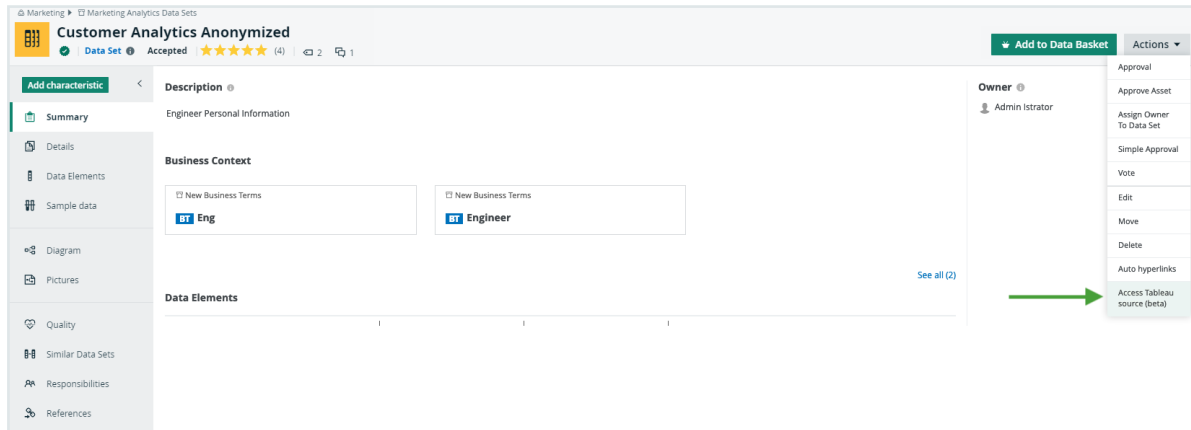 Marketing Marketing Analytics Data Sets
Customer Analytics Anonymized
Data Set Accepted (4) 2 1
Add to Data Basket
Actions
Add characteristic
Summary
Details
Data Elements
Sample data
Diagram
Pictures
Quality
Similar Data Sets
Responsibilities
References
Description
Engineer Personal Information
Business Context
New Business Terms
BT Eng
New Business Terms
BT Engineer
See all (2)
Data Elements
Owner
Admin Istrator
Approval
Approve Asset
Assign Owner
To Data Set
Simple Approval
Vote
Edit
Move
Delete
Auto hyperlinks
Access Tableau
source (beta)